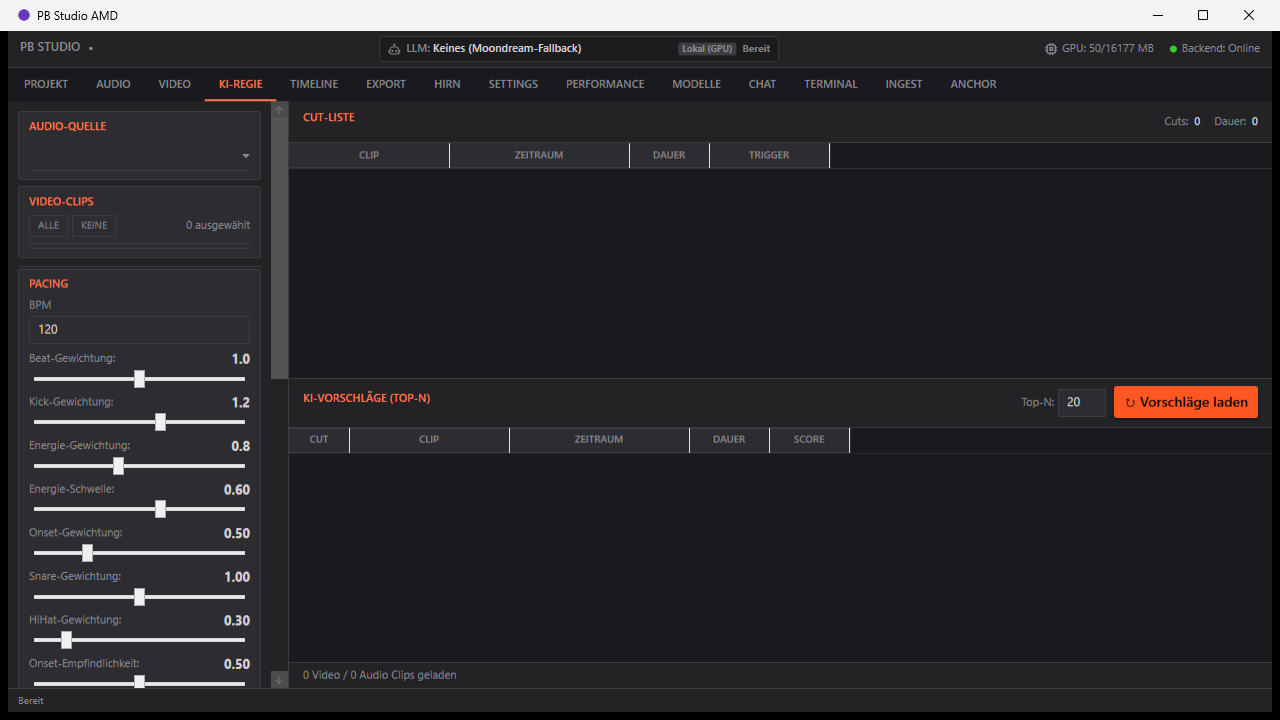 PB Studio AMD
PB STUDIO
LLM: Keines (Moondream-Fallback) Lokal (GPU) Bereit
GPU: 50/16177 MB Backend: Online
PROJEKT AUDIO VIDEO KI-REGIE TIMELINE EXPORT HIRN SETTINGS PERFORMANCE MODELLE CHAT TERMINAL INGEST ANCHOR
AUDIO-QUELLE
VIDEO-CLIPS
ALLE KEINE 0 ausgewählt
PACING
BPM
120
Beat-Gewichtung: 1.0
Kick-Gewichtung: 1.2
Energie-Gewichtung: 0.8
Energie-Schwelle: 0.60
Onset-Gewichtung: 0.50
Snare-Gewichtung: 1.00
HiHat-Gewichtung: 0.30
Onset-Empfindlichkeit: 0.50
CUT-LISTE
Cuts: 0 Dauer: 0
CLIP ZEITRAUM DAUER TRIGGER
KI-VORSCHLÄGE (TOP-N)
Top-N: 20 ↻ Vorschläge laden
CUT CLIP ZEITRAUM DAUER SCORE
0 Video / 0 Audio Clips geladen
Bereit